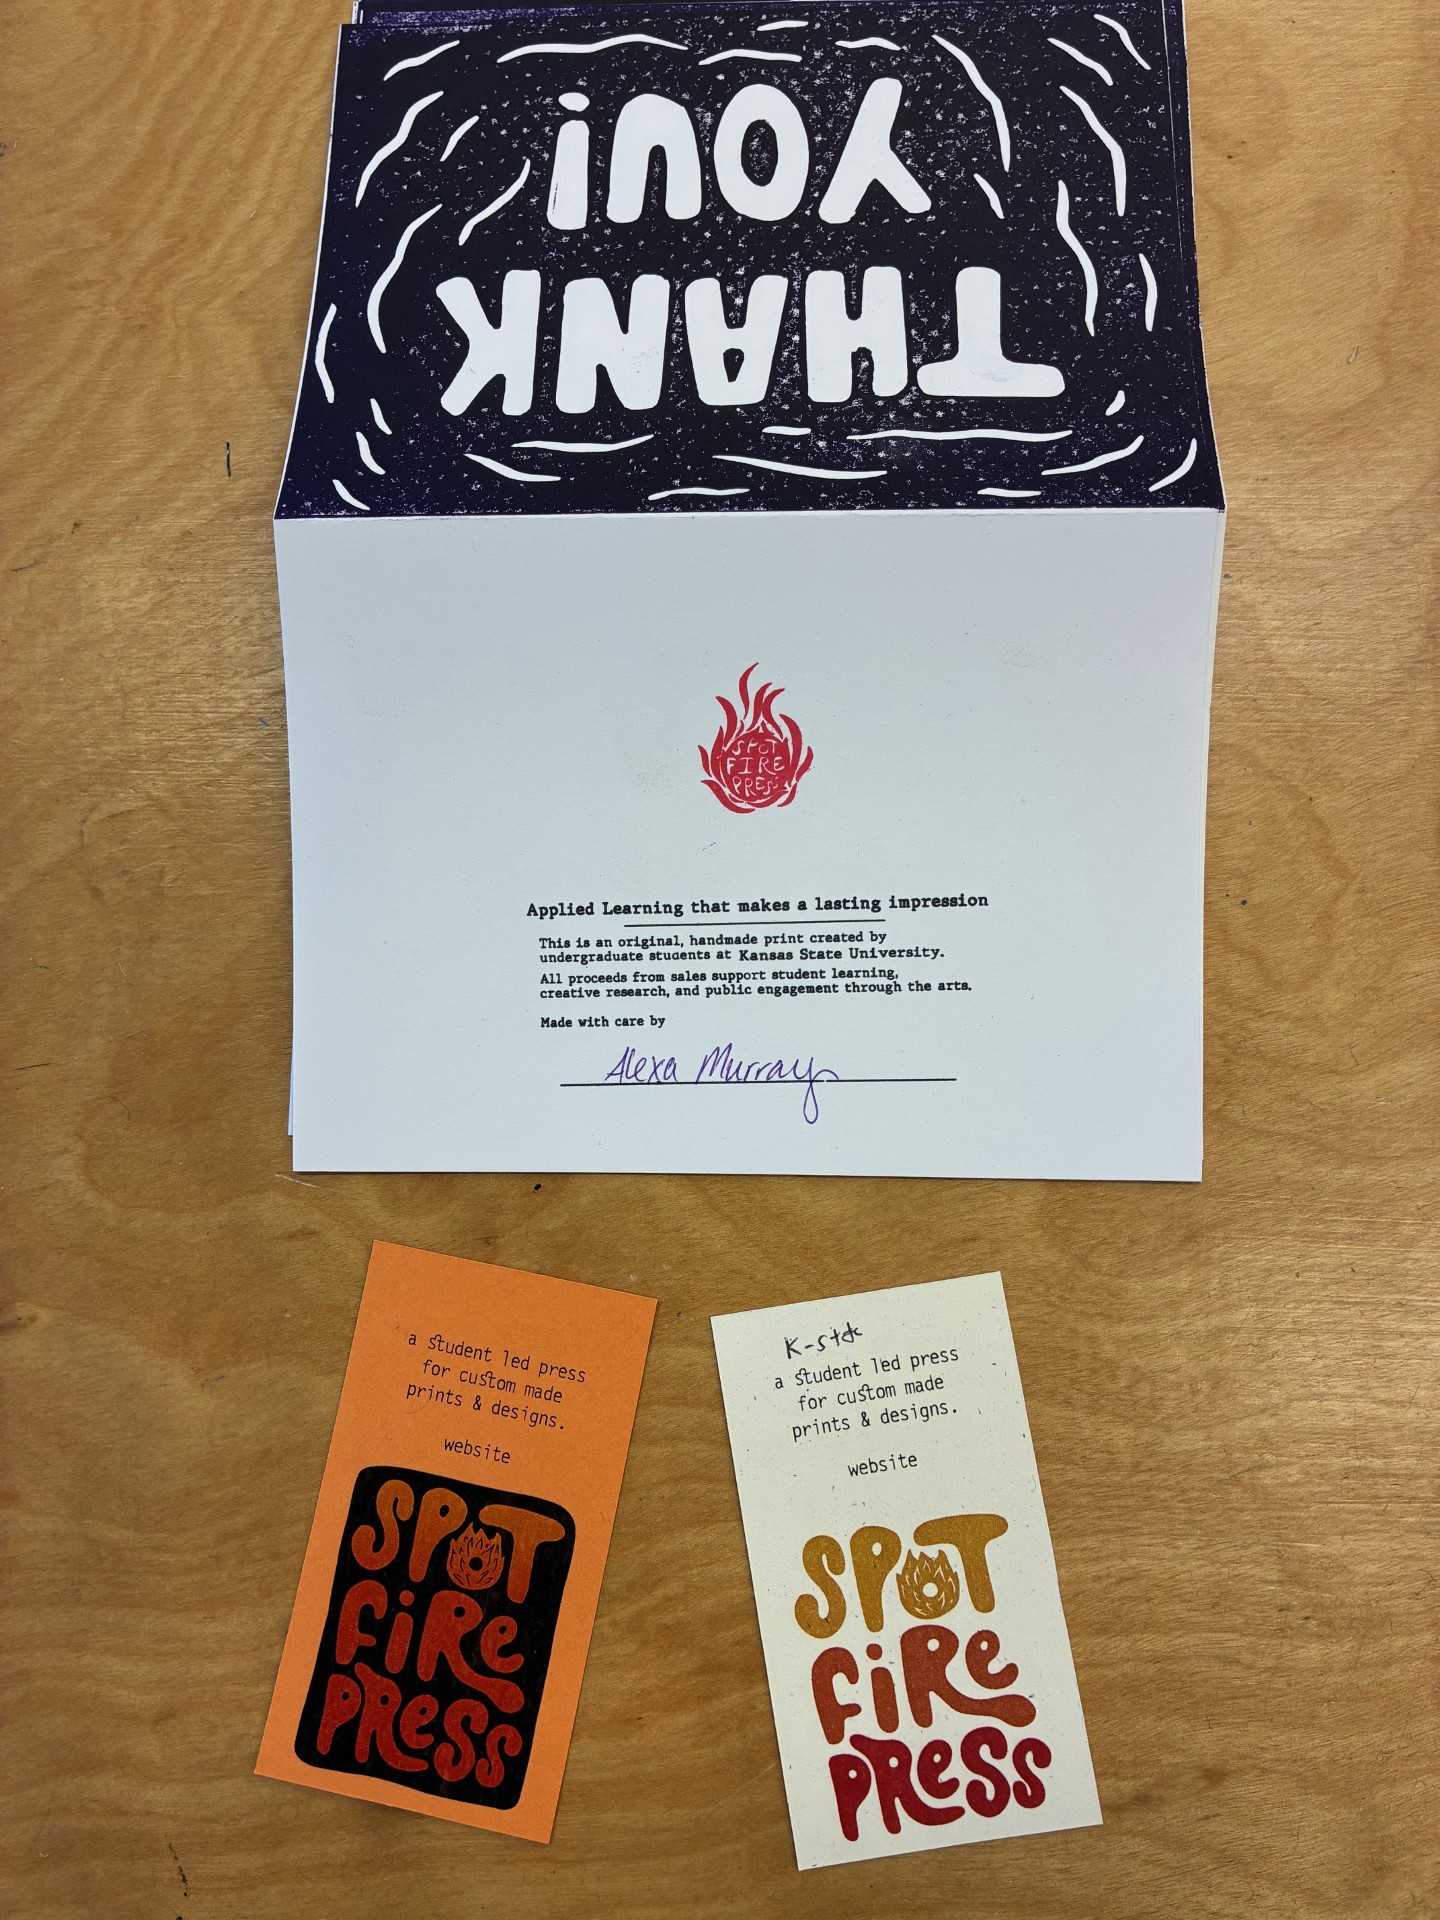 THANK
YOU!
SPOT
FIRE
PRESS
Applied Learning that makes a lasting impression
This is an original, handmade print created by
undergraduate students at Kansas State University.
All proceeds from sales support student learning,
creative research, and public engagement through the arts.
Made with care by
Alexa Murray
a student led press
for custom made
prints & designs.
website
SPOT
FiRe
PResS
K-state
a student led press
for custom made
prints & designs.
website
SPOT
FiRe
PResS